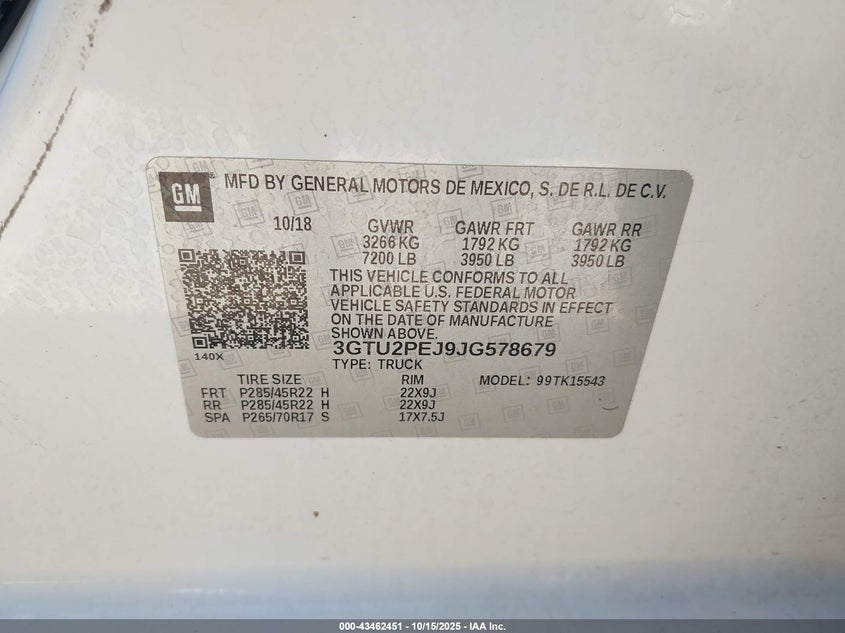 GM
MFD BY GENERAL MOTORS DE MEXICO, S. DE R.L. DE C.V.
10/18 GVWR GAWR FRT GAWR RR
3266 KG 1792 KG 1792 KG
7200 LB 3950 LB 3950 LB
THIS VEHICLE CONFORMS TO ALL
APPLICABLE U.S. FEDERAL MOTOR
VEHICLE SAFETY STANDARDS IN EFFECT
ON THE DATE OF MANUFACTURE
SHOWN ABOVE.
140X 3GTU2PEJ9JG578679
TYPE: TRUCK
TIRE SIZE RIM MODEL: 99TK15543
FRT P285/45R22 H 22X9J
RR P285/45R22 H 22X9J
SPA P265/70R17 S 17X7.5J
000-43462451 - 10/15/2025 - IAA Inc.